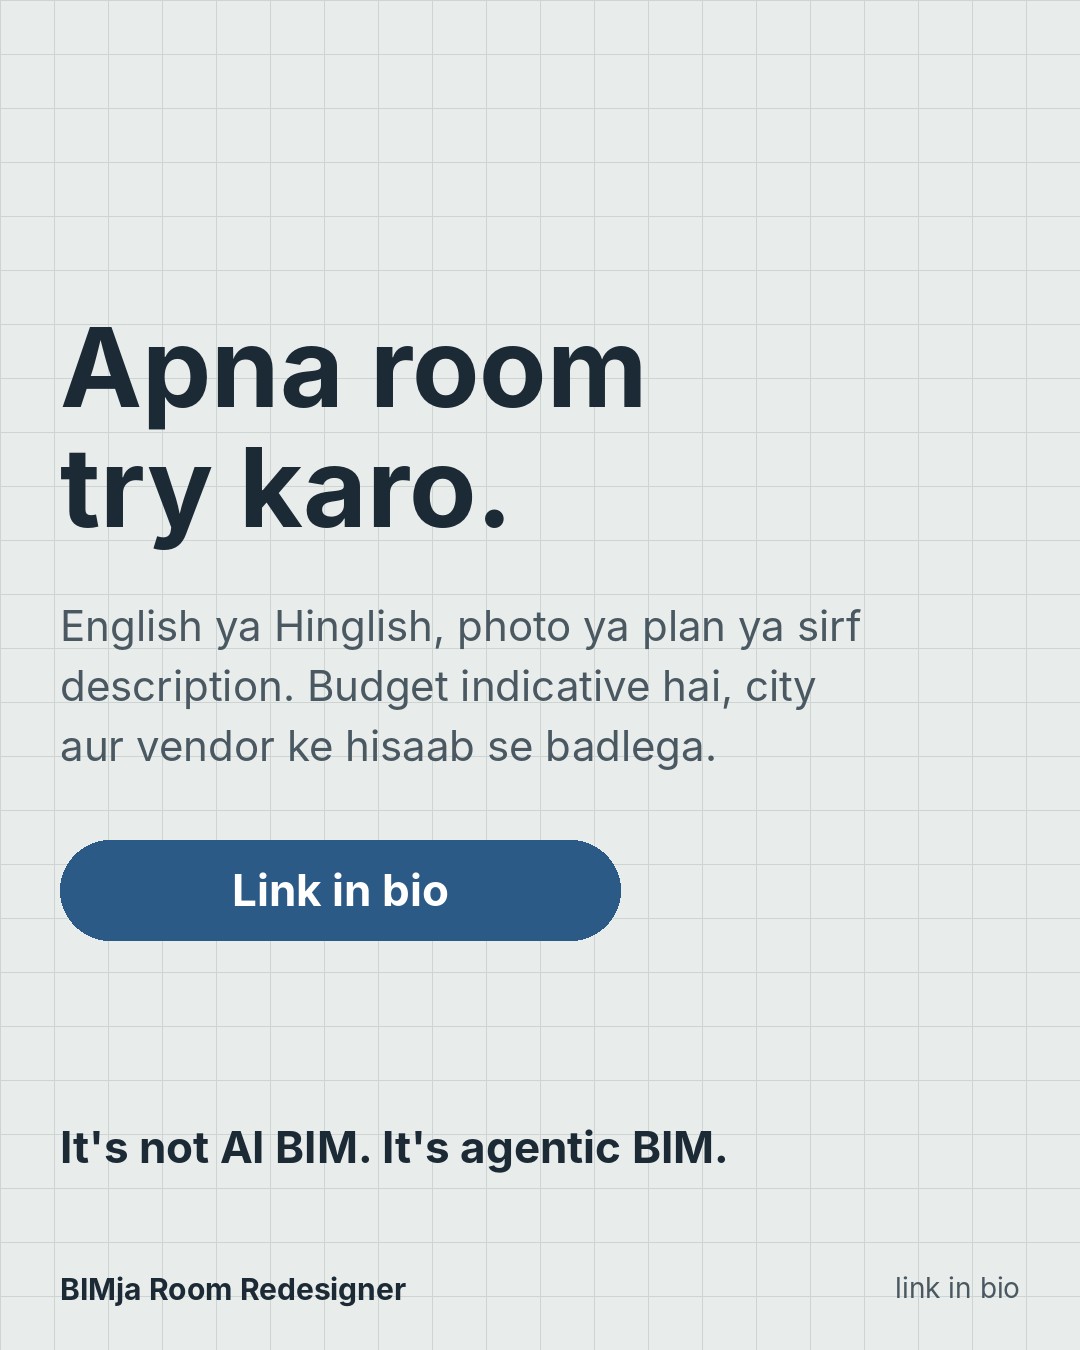 Apna room
try karo.
English ya Hinglish, photo ya plan ya sirf
description. Budget indicative hai, city
aur vendor ke hisaab se badlega.
Link in bio
It's not AI BIM. It's agentic BIM.
BIMja Room Redesigner
link in bio